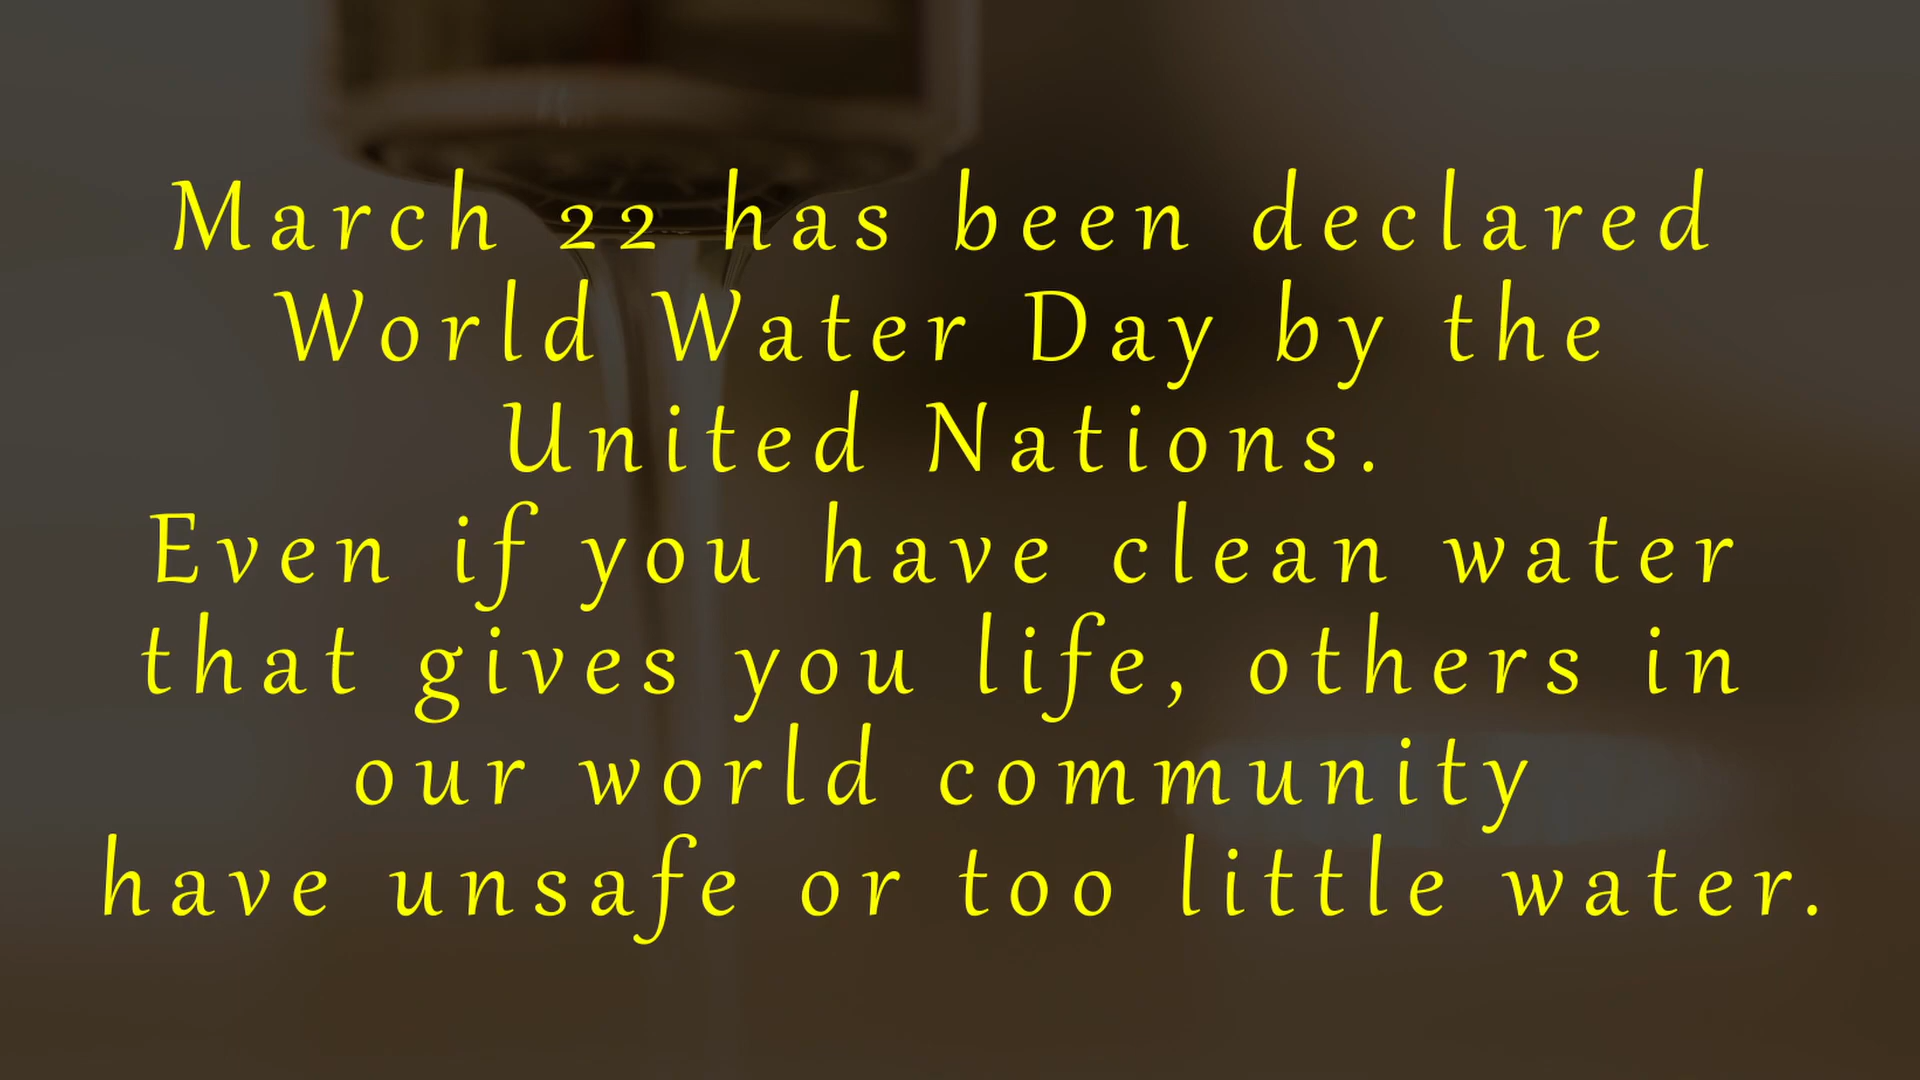 March 22 has been declared
World Water Day by the
United Nations.
Even if you have clean water
that gives you life, others in
our world community
have unsafe or too little water.